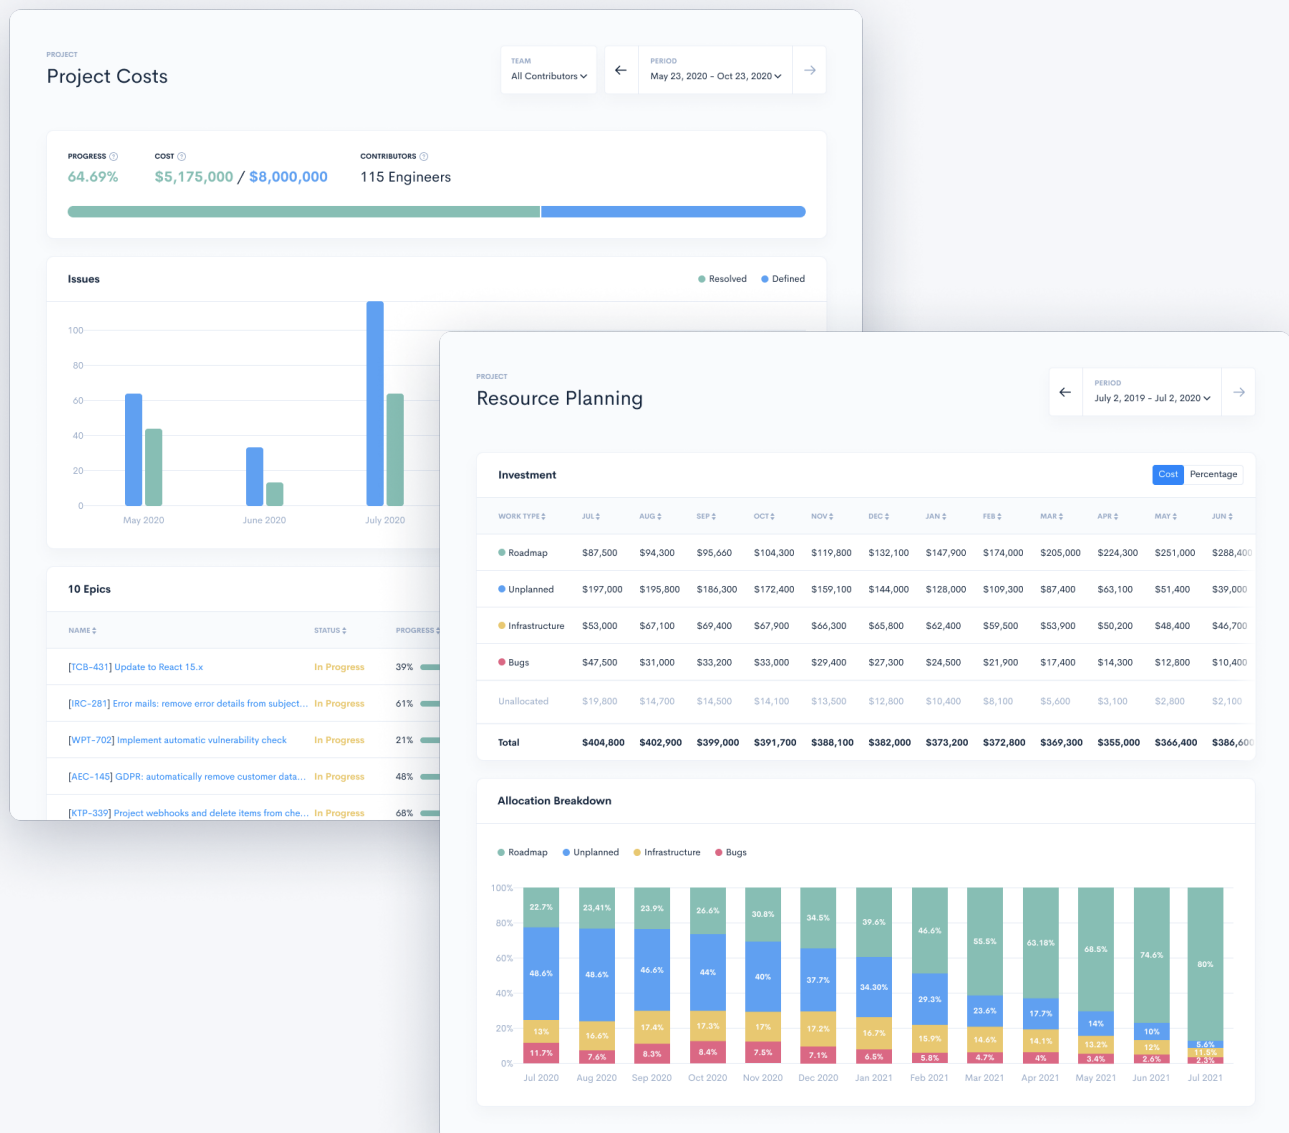 PROJECT
Project Costs
TEAM
All Contributors
PERIOD
May 23, 2020 - Oct 23, 2020
PROGRESS
64.69%
COST
$5,175,000 / $8,000,000
CONTRIBUTORS
115 Engineers
Issues
Resolved Defined
100
80
60
40
20
0
May 2020 June 2020 July 2020
10 Epics
NAME STATUS PROGRESS
[TCB-431] Update to React 15.x In Progress 39%
[IRC-281] Error mails: remove error details from subject... In Progress 61%
[WPT-702] Implement automatic vulnerability check In Progress 21%
[AEC-145] GDPR: automatically remove customer data... In Progress 48%
[KTP-339] Project webhooks and delete items from che... In Progress 68%
PROJECT
Resource Planning
PERIOD
July 2, 2019 - Jul 2, 2020
Investment
Cost Percentage
WORK TYPE JUL AUG SEP OCT NOV DEC JAN FEB MAR APR MAY JUN
Roadmap $87,500 $94,300 $95,660 $104,300 $119,800 $132,100 $147,900 $174,000 $205,000 $224,300 $251,000 $288,400
Unplanned $197,000 $195,800 $186,300 $172,400 $159,100 $144,000 $128,000 $109,300 $87,400 $63,100 $51,400 $39,000
Infrastructure $53,000 $67,100 $69,400 $67,900 $66,300 $65,800 $62,400 $59,500 $53,900 $50,200 $48,400 $46,700
Bugs $47,500 $31,000 $33,200 $33,000 $29,400 $27,300 $24,500 $21,900 $17,400 $14,300 $12,800 $10,400
Unallocated $19,800 $14,700 $14,500 $14,100 $13,500 $12,800 $10,400 $8,100 $5,600 $3,100 $2,800 $2,100
Total $404,800 $402,900 $399,000 $391,700 $388,100 $382,000 $373,200 $372,800 $369,300 $355,000 $366,400 $386,600
Allocation Breakdown
Roadmap Unplanned Infrastructure Bugs
100%
80%
60%
40%
20%
0%
22.7% 23,41% 23.9% 26.6% 30.8% 34.5% 39.6% 46.6% 55.5% 63.18% 68.5% 74.6% 80%
48.6% 48.6% 46.6% 44% 40% 37.7% 34.30% 29.3% 23.6% 17.7% 14% 10% 5.6%
13% 16.6% 17.4% 17.3% 17% 17.2% 16.7% 15.9% 14.6% 14.1% 13.2% 12% 11.5%
11.7% 7.6% 8.3% 8.4% 7.5% 7.1% 6.5% 5.8% 4.7% 4% 3.4% 2.6% 2.3%
Jul 2020 Aug 2020 Sep 2020 Oct 2020 Nov 2020 Dec 2020 Jan 2021 Feb 2021 Mar 2021 Apr 2021 May 2021 Jun 2021 Jul 2021